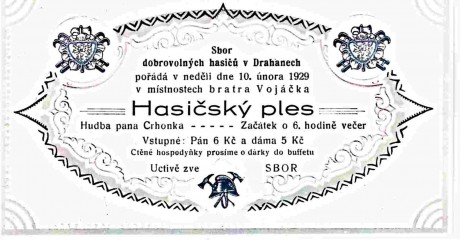 Sbor
dobrovolných hasičů v Drahanech
pořádá v neděli dne 10. února 1929
v místnostech bratra Vojáčka
Hasičský ples
Hudba pana Crhonka - - - - - Začátek o 6. hodině večer
Vstupné: Pán 6 Kč a dáma 5 Kč
Ctěné hospodyňky prosíme o dárky do buffetu
Uctivě zve SBOR